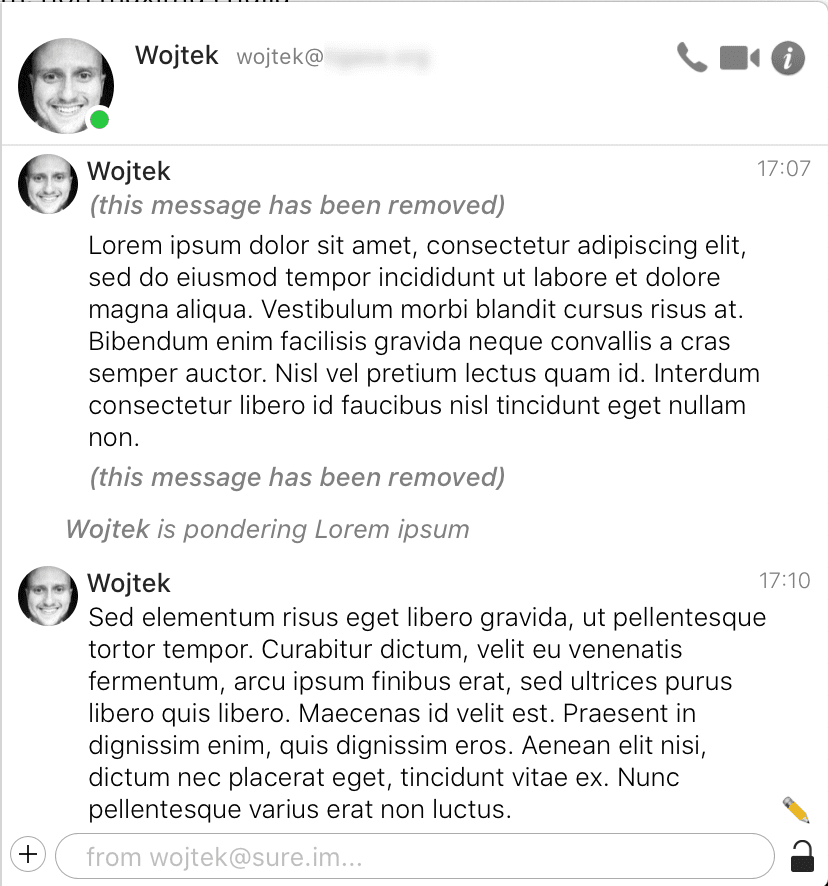 Wojtek wojtek@
Wojtek 17:07
(this message has been removed)
Lorem ipsum dolor sit amet, consectetur adipiscing elit,
sed do eiusmod tempor incididunt ut labore et dolore
magna aliqua. Vestibulum morbi blandit cursus risus at.
Bibendum enim facilisis gravida neque convallis a cras
semper auctor. Nisl vel pretium lectus quam id. Interdum
consectetur libero id faucibus nisl tincidunt eget nullam
non.
(this message has been removed)
Wojtek is pondering Lorem ipsum
Wojtek 17:10
Sed elementum risus eget libero gravida, ut pellentesque
tortor tempor. Curabitur dictum, velit eu venenatis
fermentum, arcu ipsum finibus erat, sed ultrices purus
libero quis libero. Maecenas id velit est. Praesent in
dignissim enim, quis dignissim eros. Aenean elit nisi,
dictum nec placerat eget, tincidunt vitae ex. Nunc
pellentesque varius erat non luctus.
from wojtek@sure.im...